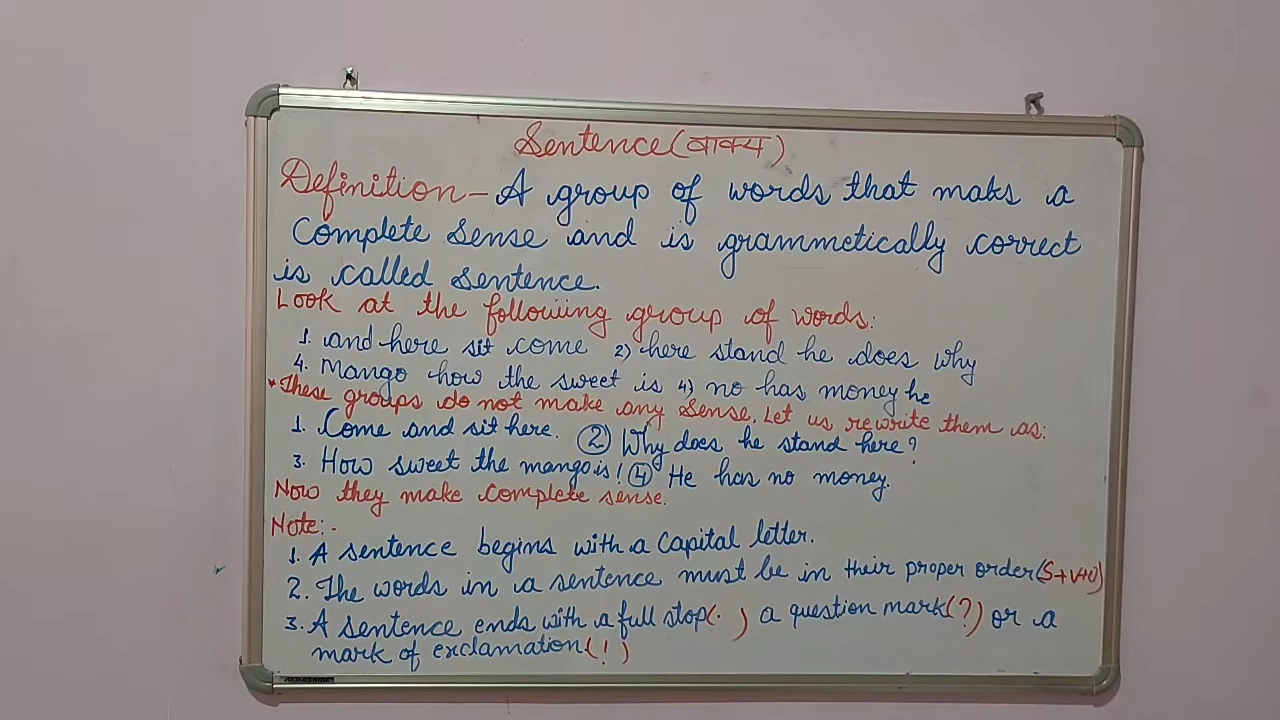 Sentence (वाक्य)
Definition - A group of words that maks a
Complete sense and is grammetically correct
is called sentence.
Look at the following group of words:
1. and here sit come 2) here stand he does why
4. Mango how the sweet is 4) no has money he
* These groups do not make any sense. Let us rewrite them as:
1. Come and sit here. ② Why does he stand here?
3. How sweet the mango is! ④ He has no money.
Now they make complete sense.
Note:-
1. A sentence begins with a Capital letter.
2. The words in a sentence must be in their proper order (S+V+O)
3. A sentence ends with a full stop (.) a question mark (?) or a
mark of exclamation (!)